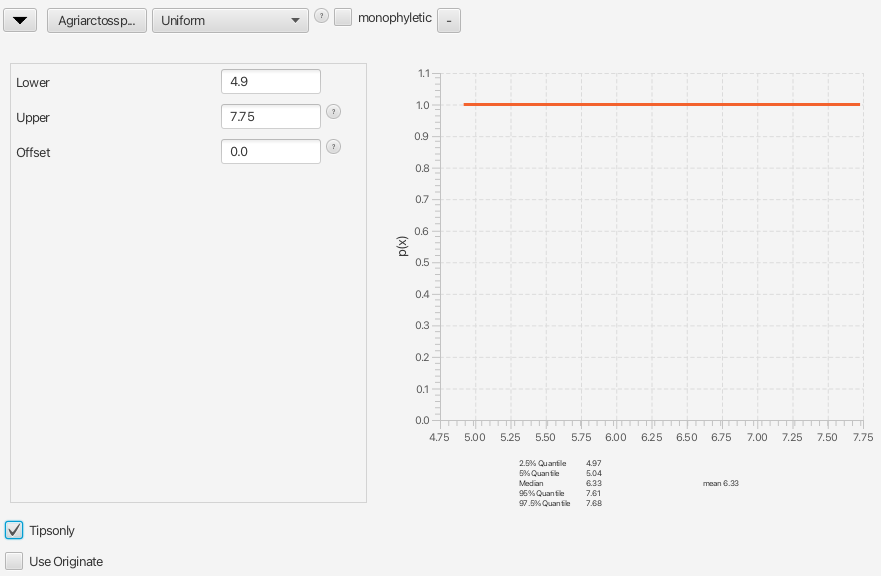 Agriarctossp... Uniform ? monophyletic -
Lower 4.9
Upper 7.75 ?
Offset 0.0 ?
1.1
1.0
0.9
0.8
0.7
0.6
0.5
0.4
0.3
0.2
0.1
0.0
p(x)
4.75 5.00 5.25 5.50 5.75 6.00 6.25 6.50 6.75 7.00 7.25 7.50 7.75
2.5% Quantile 4.97
5% Quantile 5.04
Median 6.33 mean 6.33
95% Quantile 7.61
97.5% Quantile 7.68
Tipsonly
Use Originate